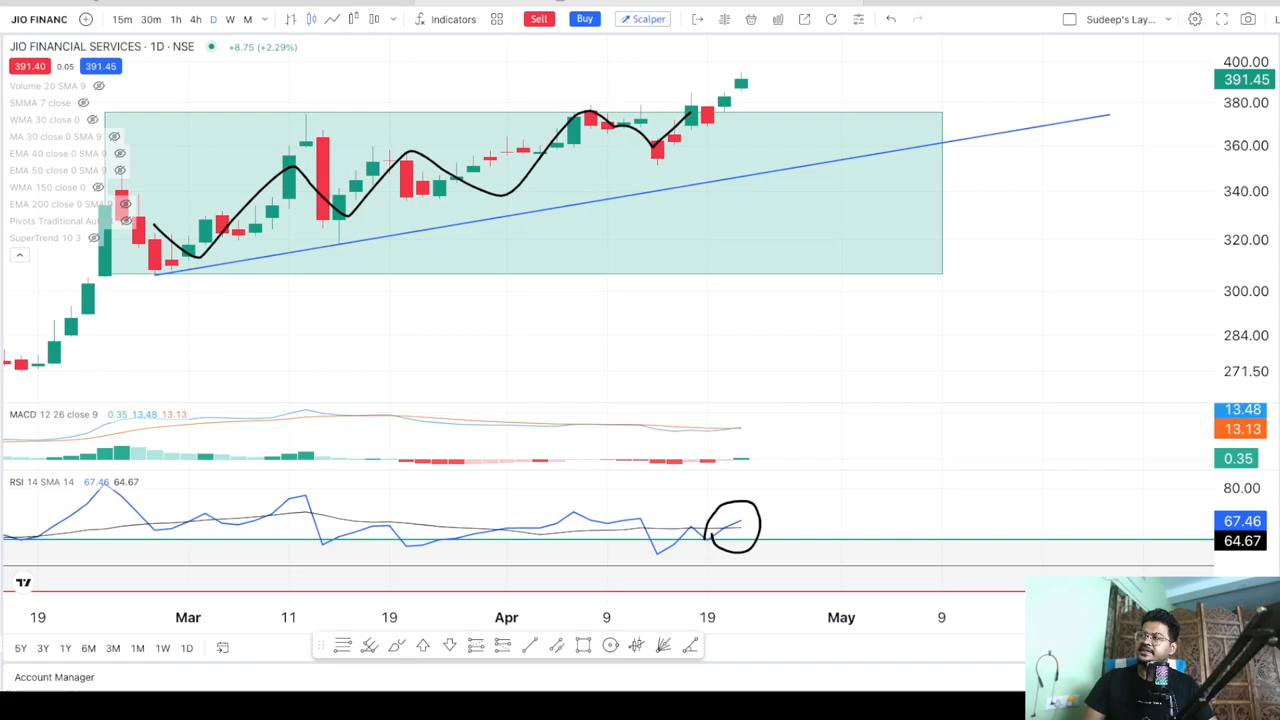 JIO FINANC 15m 30m 1h 4h D W M Indicators Sell Buy Scalper Sudeep's Lay...
JIO FINANCIAL SERVICES · 1D · NSE +8.75 (+2.29%)
391.40 0.05 391.45
Volume 20 SMA 9
SMMA 7 close
WMA 30 close 0
MA 30 close 0 SMA 9
EMA 40 close 0 SMA 9
EMA 50 close 0 SMA 9
WMA 150 close 0
EMA 200 close 0 SMA 9
Pivots Traditional Aut
SuperTrend 10 3
400.00
391.45
380.00
360.00
340.00
320.00
300.00
284.00
271.50
MACD 12 26 close 9 0.35 13.48 13.13
13.48
13.13
0.35
RSI 14 SMA 14 67.46 64.67
80.00
67.46
64.67
19 Mar 11 19 Apr 9 19 May 9
5Y 3Y 1Y 6M 3M 1M 1W 1D
Account Manager